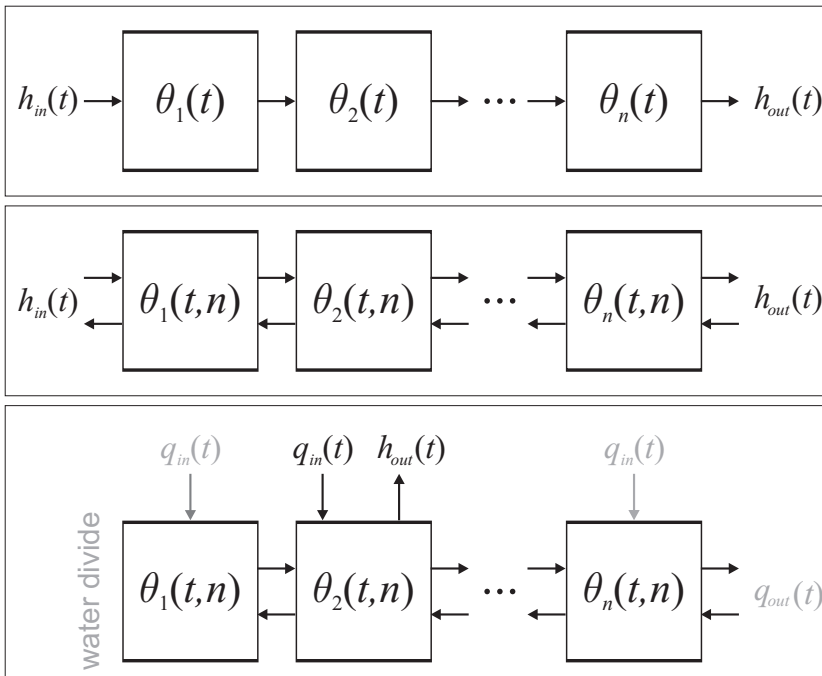 h_in(t) θ_1(t) θ_2(t) ... θ_n(t) h_out(t)
h_in(t) θ_1(t,n) θ_2(t,n) ... θ_n(t,n) h_out(t)
q_in(t) q_in(t) h_out(t) q_in(t)
water divide
θ_1(t,n) θ_2(t,n) ... θ_n(t,n) q_out(t)